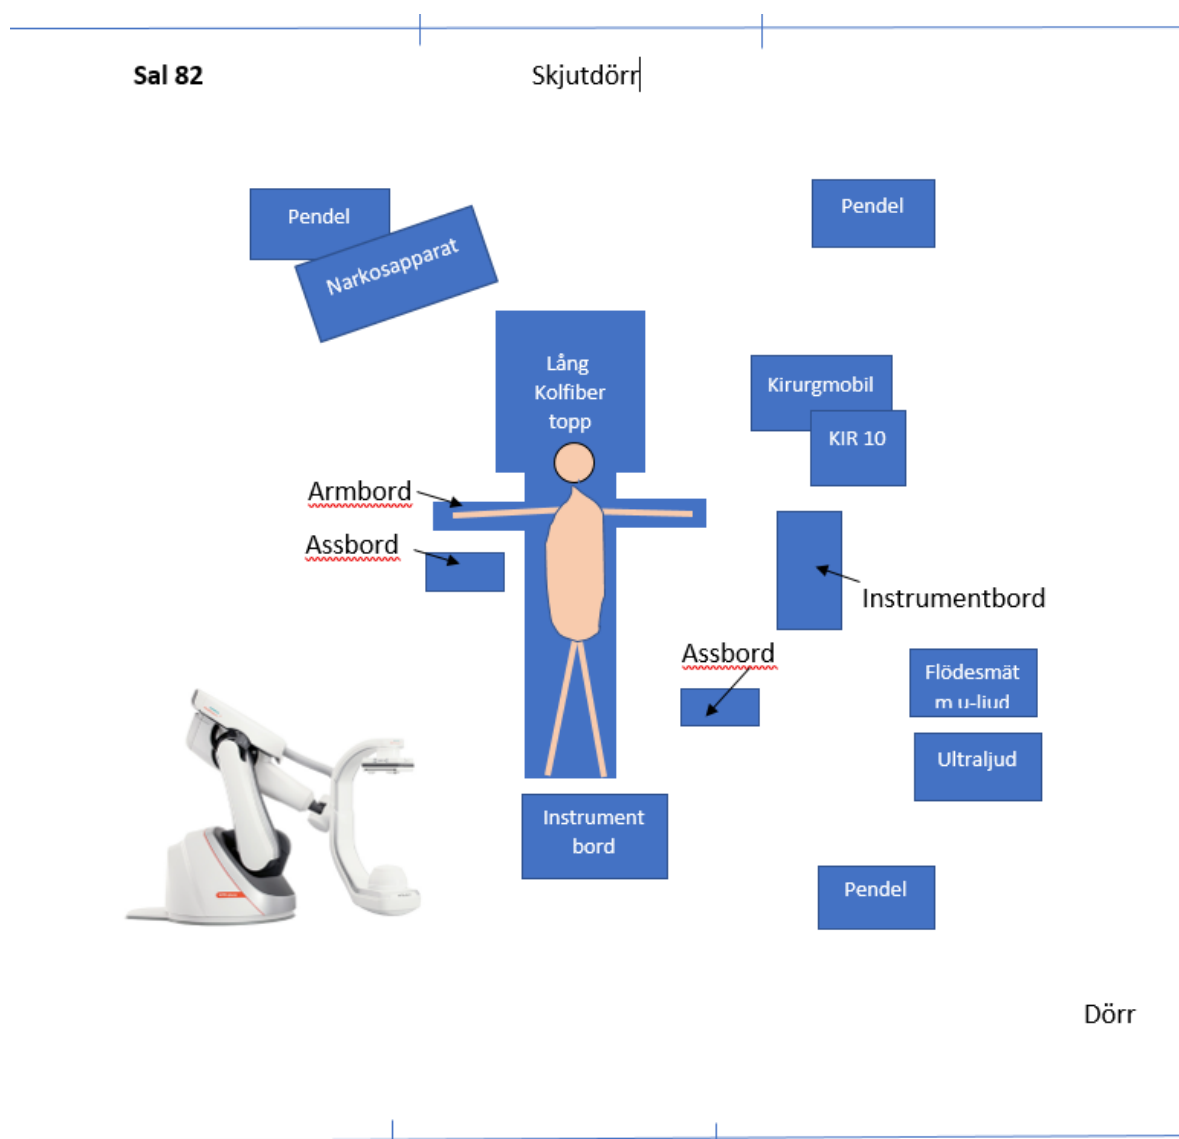 Sal 82
Skjutdörr
Pendel
Pendel
Narkosapparat
Lång
Kolfiber
topp
Kirurgmobil
KIR 10
Armbord
Assbord
Instrumentbord
Assbord
Flödesmät
m u-ljud
Ultraljud
Instrument
bord
Pendel
Dörr